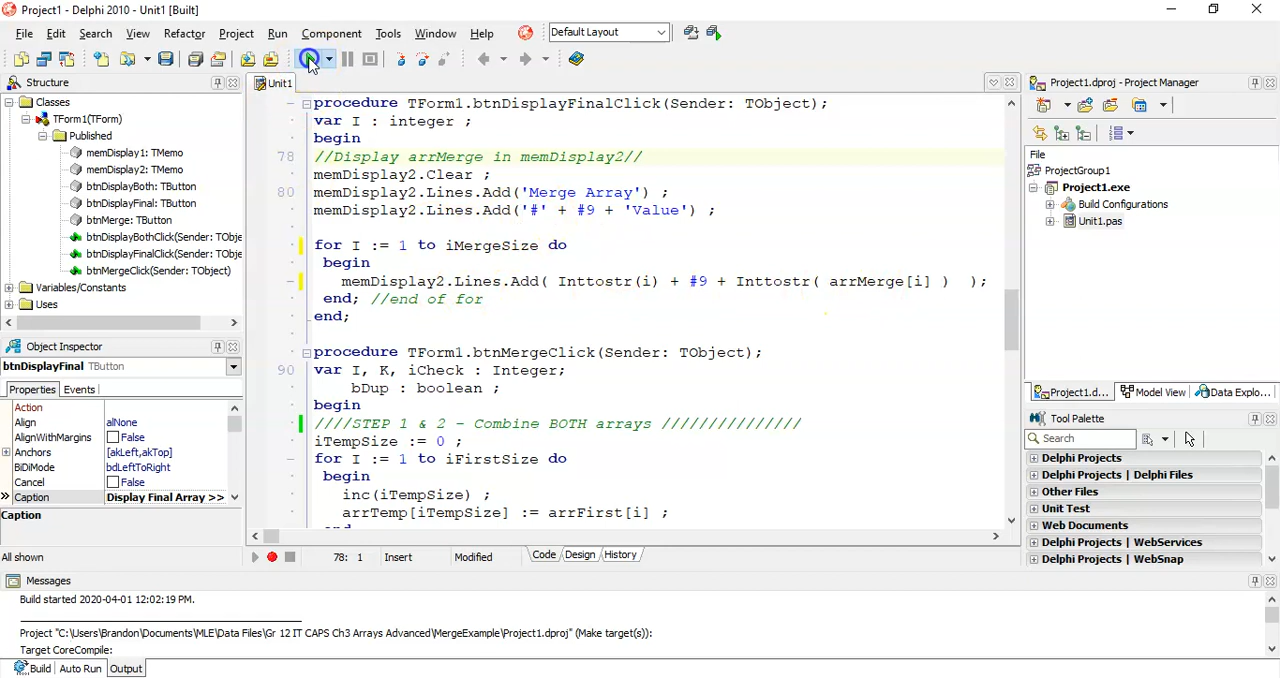 Project1 - Delphi 2010 - Unit1 [Built]
File Edit Search View Refactor Project Run Component Tools Window Help Default Layout
Structure
Unit1
Project1.dproj - Project Manager
Classes
TForm1(TForm)
Published
memDisplay1: TMemo
memDisplay2: TMemo
btnDisplayBoth: TButton
btnDisplayFinal: TButton
btnMerge: TButton
btnDisplayBothClick(Sender: TObje
btnDisplayFinalClick(Sender: TObje
btnMergeClick(Sender: TObject)
Variables/Constants
Uses
procedure TForm1.btnDisplayFinalClick(Sender: TObject);
var I : integer ;
begin
78 //Display arrMerge in memDisplay2//
memDisplay2.Clear ;
80 memDisplay2.Lines.Add('Merge Array') ;
memDisplay2.Lines.Add('#' + #9 + 'Value') ;
for I := 1 to iMergeSize do
begin
memDisplay2.Lines.Add( Inttostr(i) + #9 + Inttostr( arrMerge[i] ) );
end; //end of for
end;
procedure TForm1.btnMergeClick(Sender: TObject);
90 var I, K, iCheck : Integer;
bDup : boolean ;
begin
////STEP 1 & 2 - Combine BOTH arrays ///////////////
iTempSize := 0 ;
for I := 1 to iFirstSize do
begin
inc(iTempSize) ;
arrTemp[iTempSize] := arrFirst[i] ;
end
File
ProjectGroup1
Project1.exe
Build Configurations
Unit1.pas
Project1.d... Model View Data Explo...
Tool Palette
Search
Delphi Projects
Delphi Projects | Delphi Files
Other Files
Unit Test
Web Documents
Delphi Projects | WebServices
Delphi Projects | WebSnap
Object Inspector
btnDisplayFinal TButton
Properties Events
Action
Align alNone
AlignWithMargins False
Anchors [akLeft,akTop]
BiDiMode bdLeftToRight
Cancel False
Caption Display Final Array >>
Caption
All shown
78: 1 Insert Modified Code Design History
Messages
Build started 2020-04-01 12:02:19 PM.
Project "C:\Users\Brandon\Documents\MLE\Data Files\Gr 12 IT CAPS Ch3 Arrays Advanced\MergeExample\Project1.dproj" (Make target(s)):
Target CoreCompile:
Build Auto Run Output